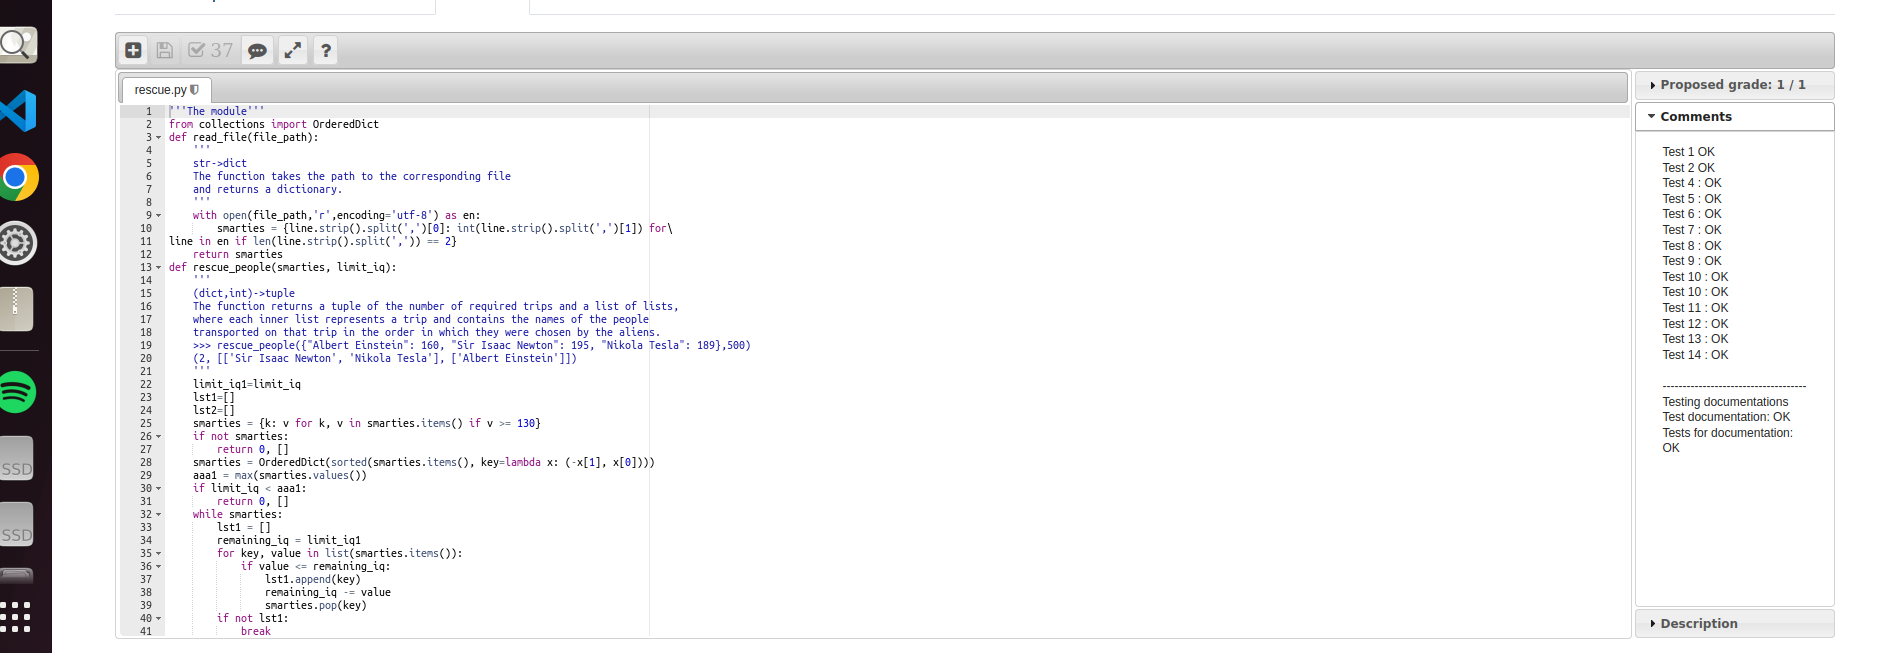 37 ?
rescue.py
1 '''The module'''
2 from collections import OrderedDict
3 def read_file(file_path):
4 '''
5 str->dict
6 The function takes the path to the corresponding file
7 and returns a dictionary.
8 '''
9 with open(file_path,'r',encoding='utf-8') as en:
10 smarties = {line.strip().split(',')[0]: int(line.strip().split(',')[1]) for\
11 line in en if len(line.strip().split(',')) == 2}
12 return smarties
13 def rescue_people(smarties, limit_iq):
14 '''
15 (dict,int)->tuple
16 The function returns a tuple of the number of required trips and a list of lists,
17 where each inner list represents a trip and contains the names of the people
18 transported on that trip in the order in which they were chosen by the aliens.
19 >>> rescue_people({"Albert Einstein": 160, "Sir Isaac Newton": 195, "Nikola Tesla": 189},500)
20 (2, [['Sir Isaac Newton', 'Nikola Tesla'], ['Albert Einstein']])
21 '''
22 limit_iq1=limit_iq
23 lst1=[]
24 lst2=[]
25 smarties = {k: v for k, v in smarties.items() if v >= 130}
26 if not smarties:
27 return 0, []
28 smarties = OrderedDict(sorted(smarties.items(), key=lambda x: (-x[1], x[0])))
29 aaa1 = max(smarties.values())
30 if limit_iq < aaa1:
31 return 0, []
32 while smarties:
33 lst1 = []
34 remaining_iq = limit_iq1
35 for key, value in list(smarties.items()):
36 if value <= remaining_iq:
37 lst1.append(key)
38 remaining_iq -= value
39 smarties.pop(key)
40 if not lst1:
41 break
Proposed grade: 1 / 1
Comments
Test 1 OK
Test 2 OK
Test 4 : OK
Test 5 : OK
Test 6 : OK
Test 7 : OK
Test 8 : OK
Test 9 : OK
Test 10 : OK
Test 10 : OK
Test 11 : OK
Test 12 : OK
Test 13 : OK
Test 14 : OK
------------------------------------
Testing documentations
Test documentation: OK
Tests for documentation:
OK
Description
SSD
SSD